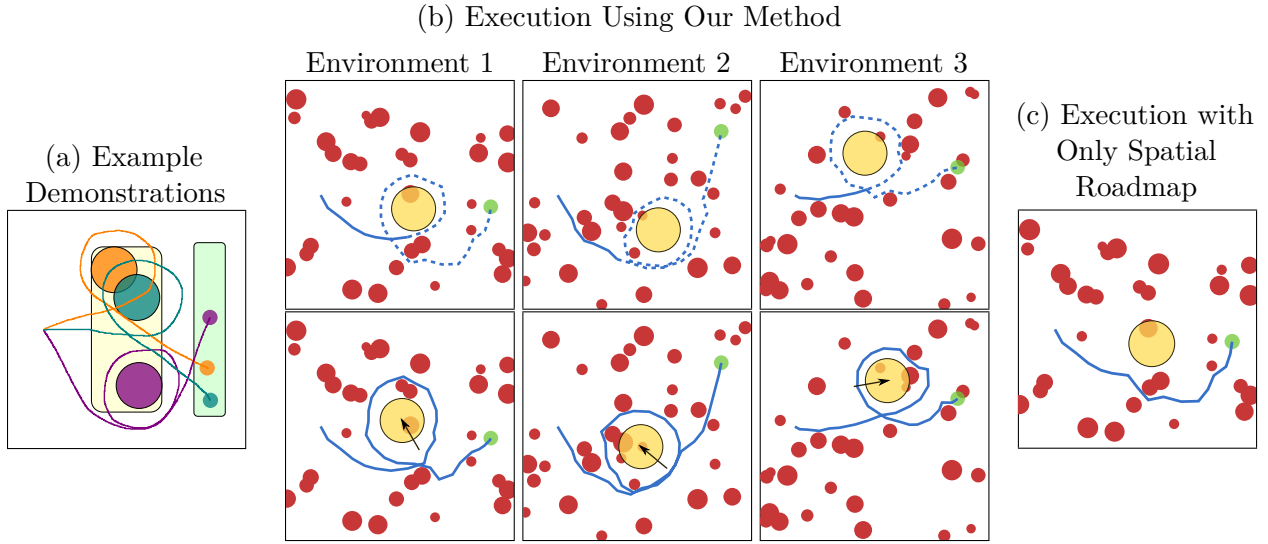 (b) Execution Using Our Method
Environment 1
Environment 2
Environment 3
(a) Example
Demonstrations
(c) Execution with
Only Spatial
Roadmap